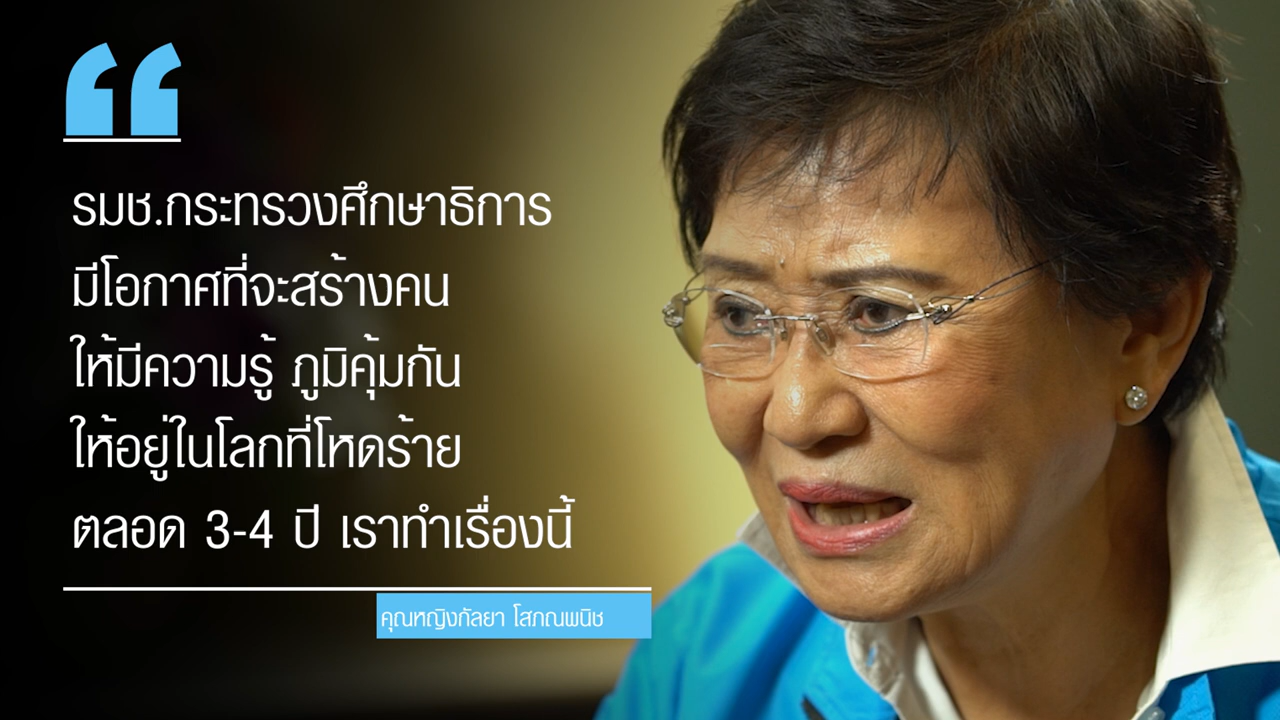 “
รมช.กระทรวงศึกษาธิการ
มีโอกาสที่จะสร้างคน
ให้มีความรู้ ภูมิคุ้มกัน
ให้อยู่ในโลกที่โหดร้าย
ตลอด 3-4 ปี เราทำเรื่องนี้
คุณหญิงกัลยา โสภณพนิช